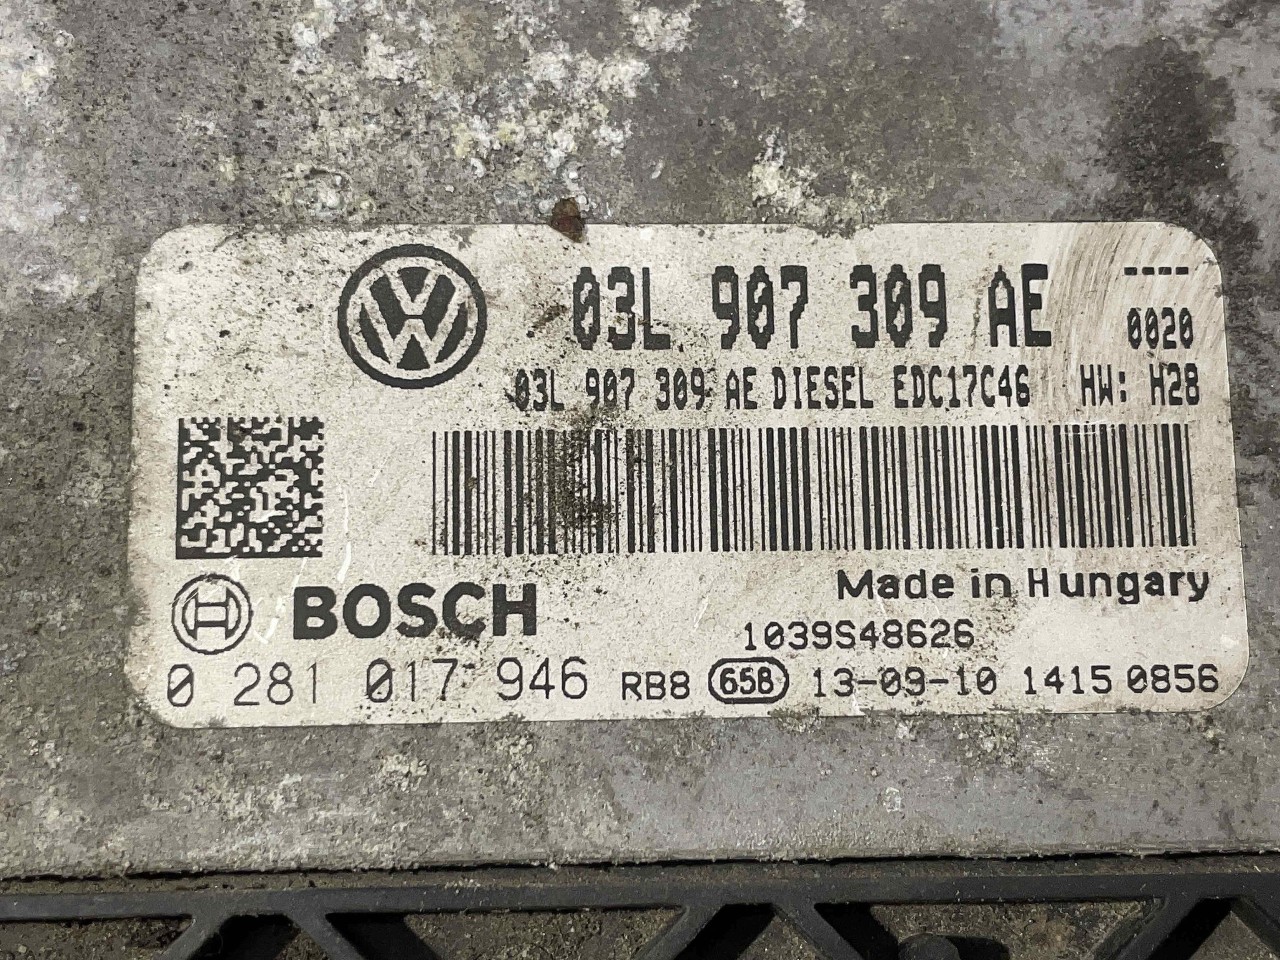 03L 907 309 AE ----
0020
03L 907 309 AE DIESEL EDC17C46 HW: H28
Made in Hungary
BOSCH
1039S48626
0 281 017 946 RB8 65B 13-09-10 1415 0856